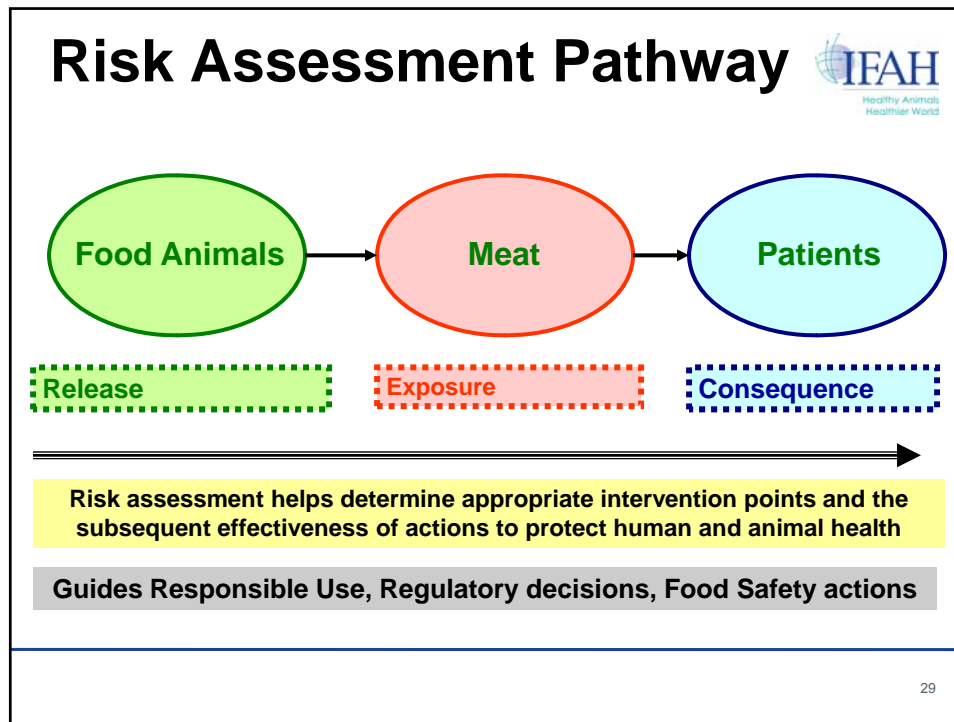 Risk Assessment Pathway
IFAH
Healthy Animals
Healthier World
Food Animals
Meat
Patients
Release
Exposure
Consequence
Risk assessment helps determine appropriate intervention points and the
subsequent effectiveness of actions to protect human and animal health
Guides Responsible Use, Regulatory decisions, Food Safety actions
29